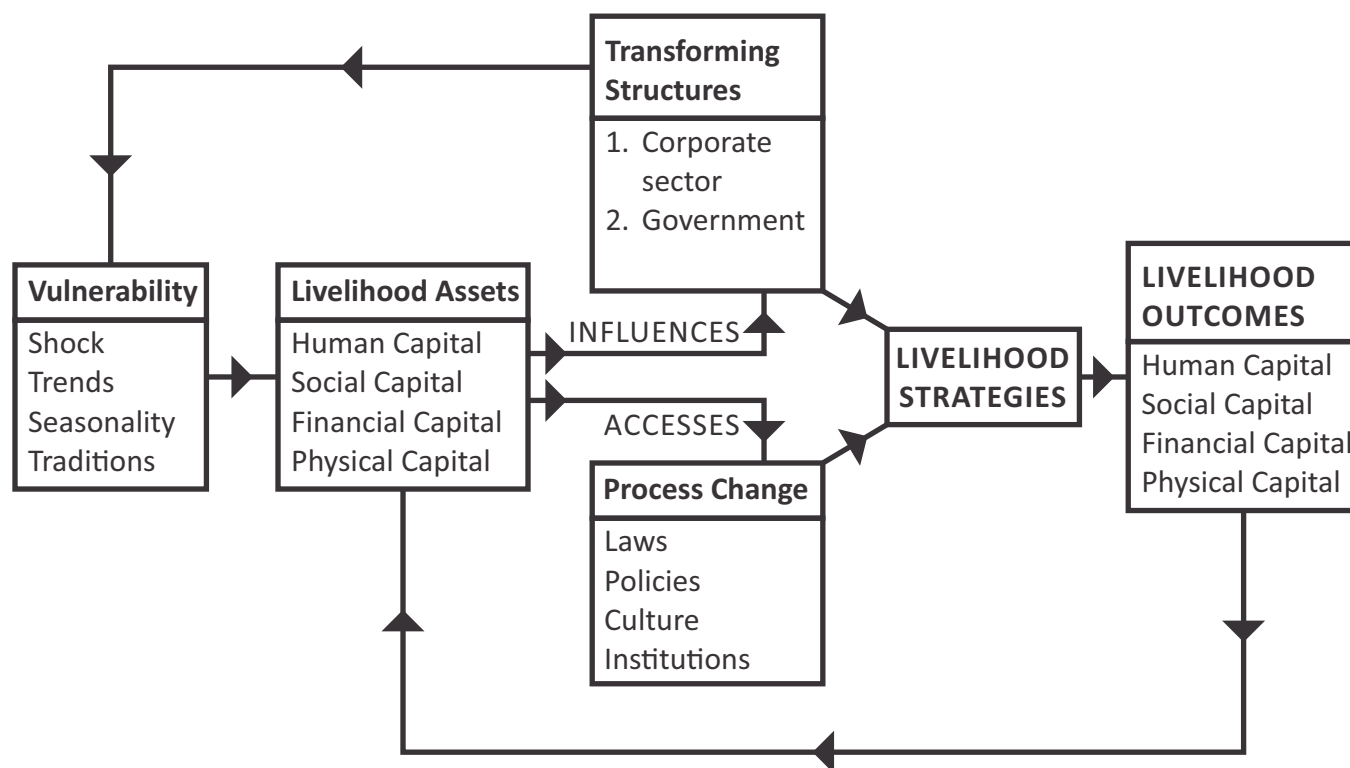 Transforming
Structures
1. Corporate
sector
2. Government
Vulnerability
Shock
Trends
Seasonality
Traditions
Livelihood Assets
Human Capital
Social Capital
Financial Capital
Physical Capital
INFLUENCES
ACCESSES
Process Change
Laws
Policies
Culture
Institutions
LIVELIHOOD
STRATEGIES
LIVELIHOOD
OUTCOMES
Human Capital
Social Capital
Financial Capital
Physical Capital